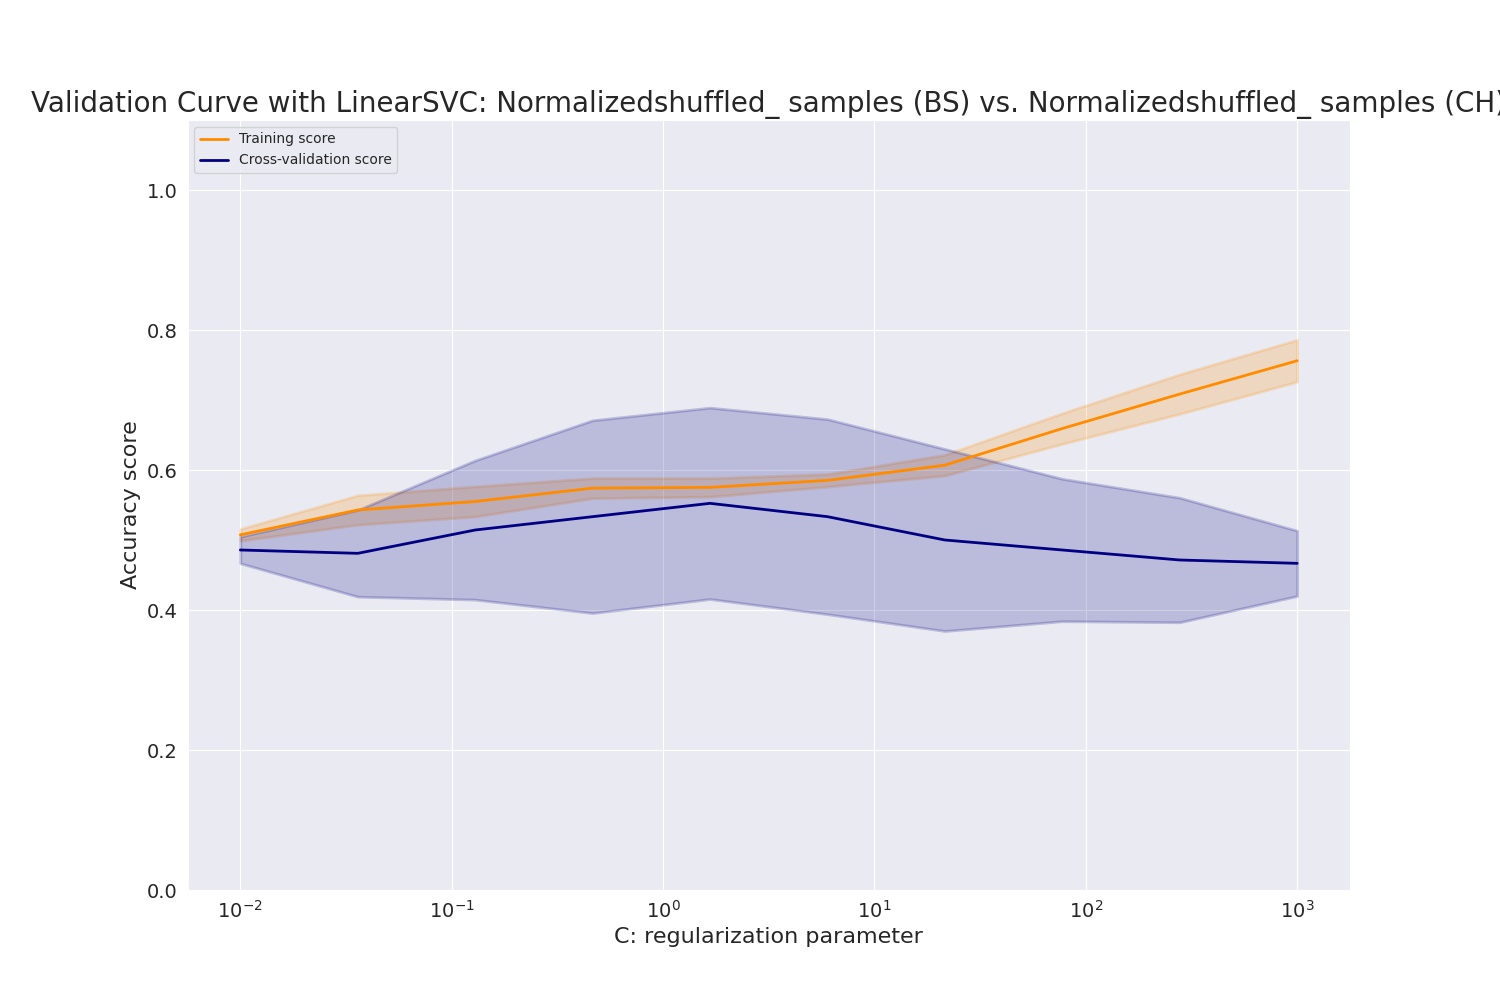 Validation Curve with LinearSVC: Normalizedshuffled_ samples (BS) vs. Normalizedshuffled_ samples (CH)
Training score
Cross-validation score
1.0
0.8
0.6
0.4
0.2
0.0
Accuracy score
10⁻² 10⁻¹ 10⁰ 10¹ 10² 10³
C: regularization parameter